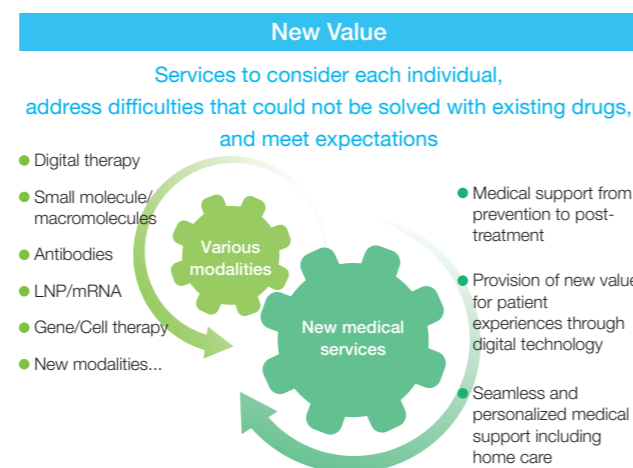 New Value
Services to consider each individual,
address difficulties that could not be solved with existing drugs,
and meet expectations
Digital therapy
Small molecule/
macromolecules
Antibodies
LNP/mRNA
Gene/Cell therapy
New modalities...
Various
modalities
New medical
services
Medical support from
prevention to post-
treatment
Provision of new value
for patient
experiences through
digital technology
Seamless and
personalized medical
support including
home care